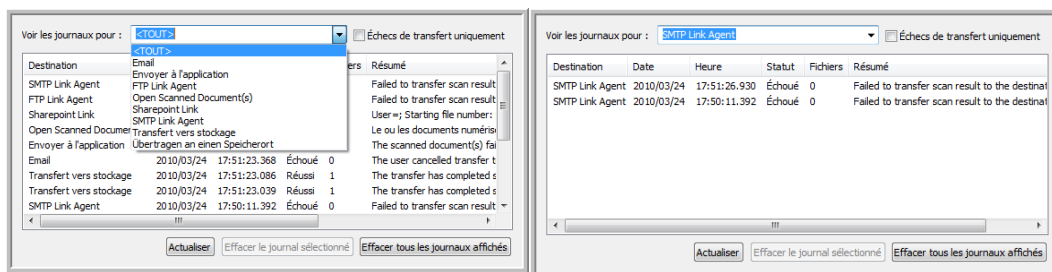 Voir les journaux pour : <TOUT> Échecs de transfert uniquement
<TOUT>
Email
Envoyer à l'application
FTP Link Agent
Open Scanned Document(s)
Sharepoint Link
SMTP Link Agent
Transfert vers stockage
Übertragen an einen Speicherort
Destination ers Résumé
SMTP Link Agent Failed to transfer scan result
FTP Link Agent Failed to transfer scan result
Sharepoint Link User=; Starting file number:
Open Scanned Documen Le ou les documents numéris
Envoyer à l'application The scanned document(s) fai
Email 2010/03/24 17:51:23.368 Échoué 0 The user cancelled transfer t
Transfert vers stockage 2010/03/24 17:51:23.086 Réussi 1 The transfer has completed s
Transfert vers stockage 2010/03/24 17:51:23.039 Réussi 1 The transfer has completed s
SMTP Link Agent 2010/03/24 17:50:11.392 Échoué 0 Failed to transfer scan result
Actualiser Effacer le journal sélectionné Effacer tous les journaux affichés
Voir les journaux pour : SMTP Link Agent Échecs de transfert uniquement
Destination Date Heure Statut Fichiers Résumé
SMTP Link Agent 2010/03/24 17:51:26.930 Échoué 0 Failed to transfer scan result to the destinat
SMTP Link Agent 2010/03/24 17:50:11.392 Échoué 0 Failed to transfer scan result to the destinat
Actualiser Effacer le journal sélectionné Effacer tous les journaux affichés